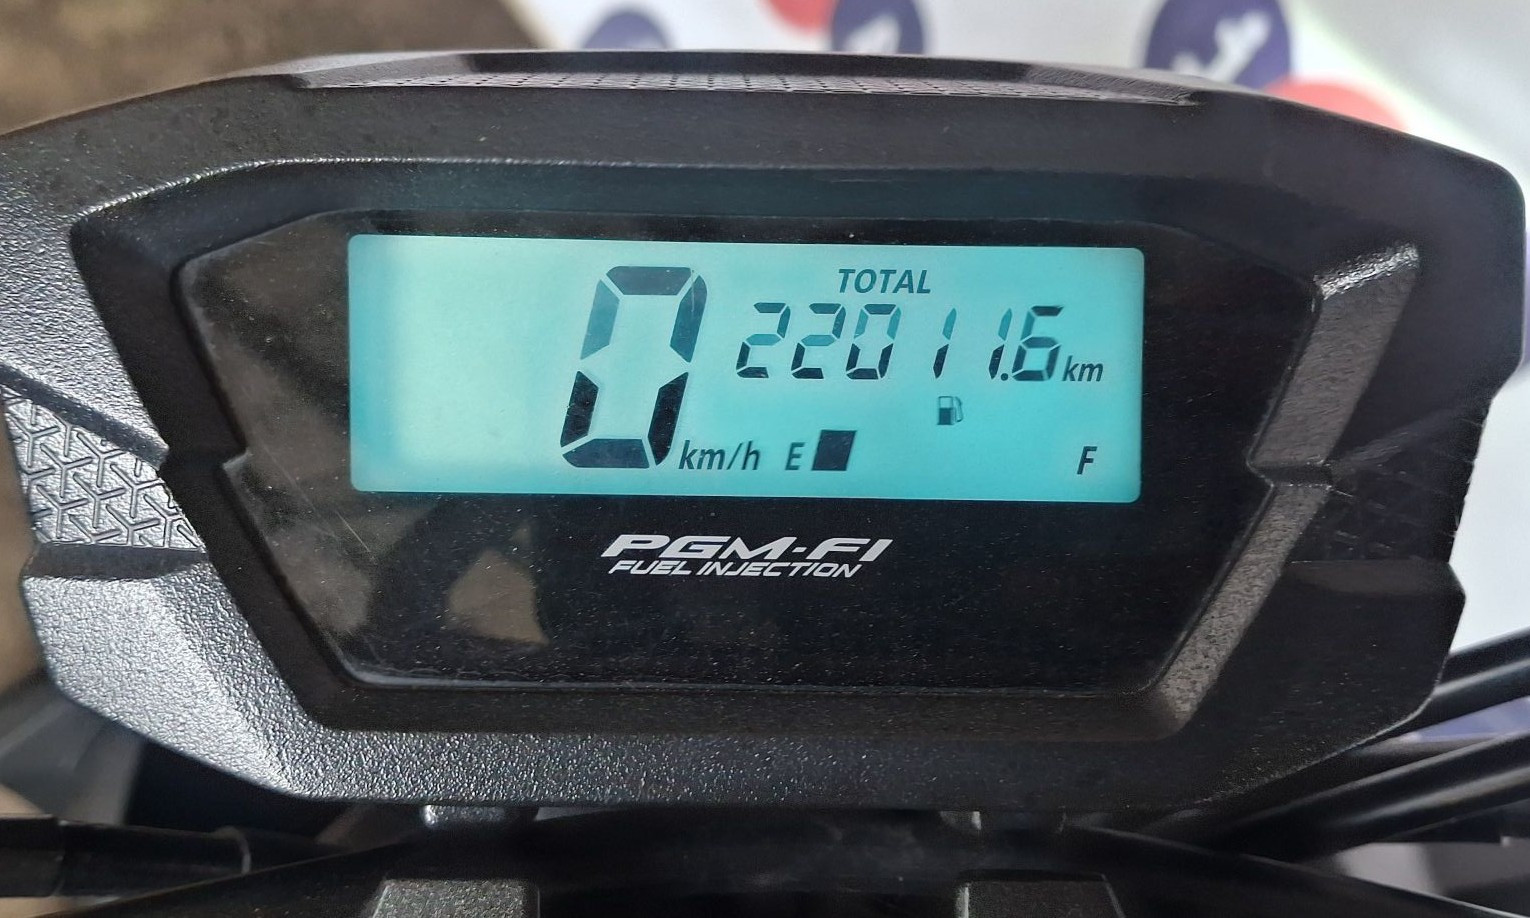 TOTAL
0 km/h 22011.6 km
E F
PGM-FI
FUEL INJECTION